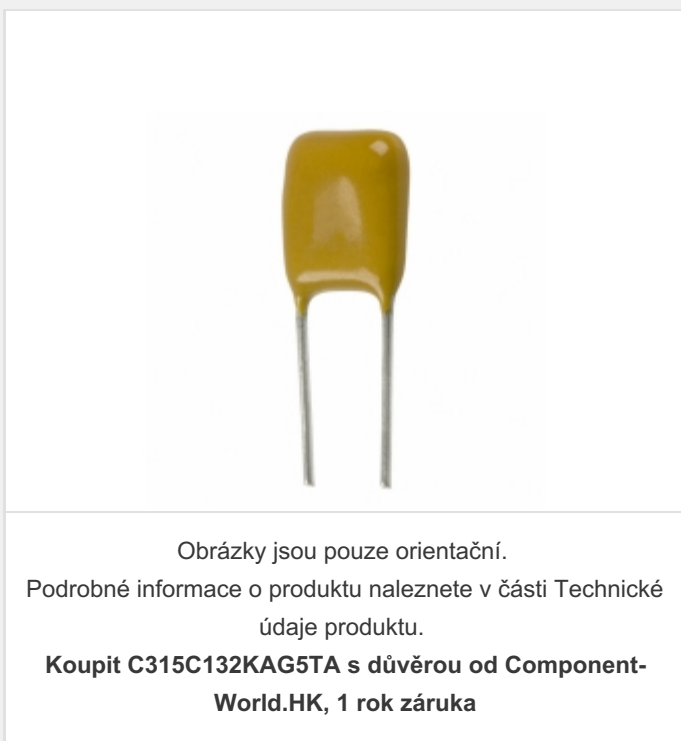 Obrázky jsou pouze orientační.
Podrobné informace o produktu naleznete v části Technické
údaje produktu.
Koupit C315C132KAG5TA s důvěrou od Component-
World.HK, 1 rok záruka